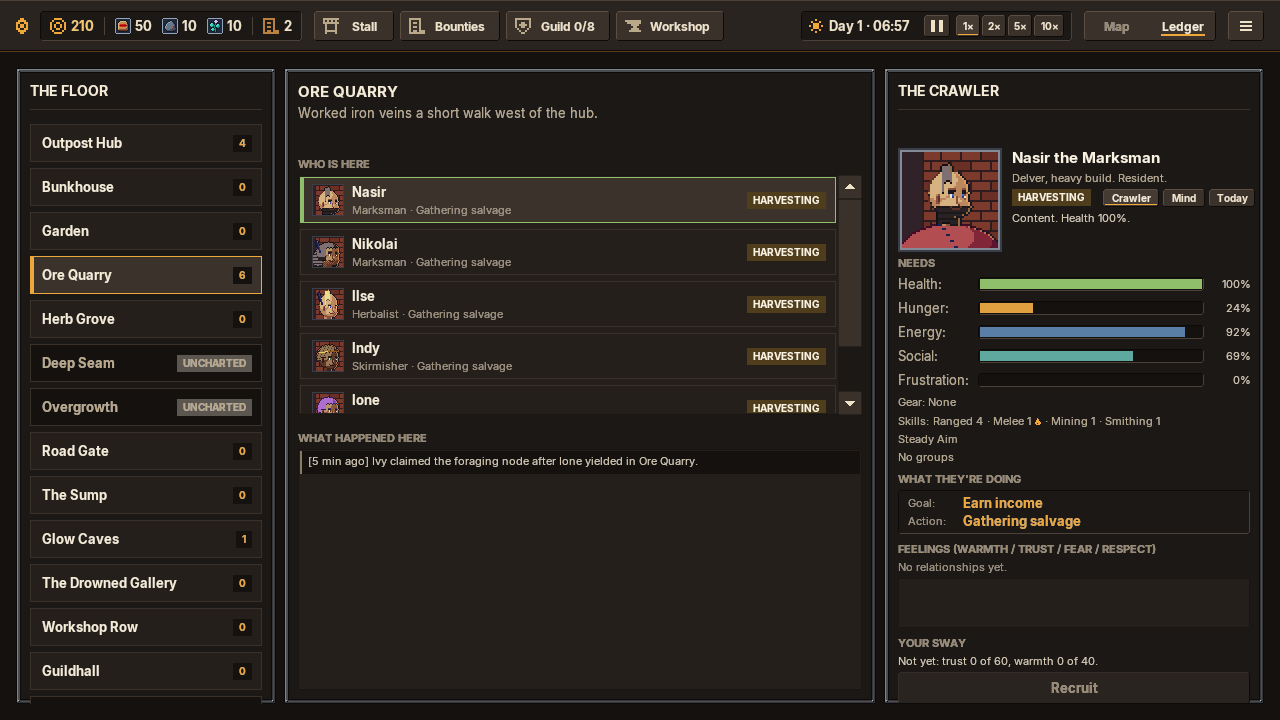 210
50
10
10
2
Stall
Bounties
Guild 0/8
Workshop
Day 1 · 06:57
1×
2×
5×
10×
Map
Ledger
THE FLOOR
Outpost Hub 4
Bunkhouse 0
Garden 0
Ore Quarry 6
Herb Grove 0
Deep Seam UNCHARTED
Overgrowth UNCHARTED
Road Gate 0
The Sump 0
Glow Caves 1
The Drowned Gallery 0
Workshop Row 0
Guildhall 0
ORE QUARRY
Worked iron veins a short walk west of the hub.
WHO IS HERE
Nasir
Marksman · Gathering salvage
HARVESTING
Nikolai
Marksman · Gathering salvage
HARVESTING
Ilse
Herbalist · Gathering salvage
HARVESTING
Indy
Skirmisher · Gathering salvage
HARVESTING
Ione
HARVESTING
WHAT HAPPENED HERE
[5 min ago] Ivy claimed the foraging node after Ione yielded in Ore Quarry.
THE CRAWLER
Nasir the Marksman
Delver, heavy build. Resident.
HARVESTING Crawler Mind Today
Content. Health 100%.
NEEDS
Health: 100%
Hunger: 24%
Energy: 92%
Social: 69%
Frustration: 0%
Gear: None
Skills: Ranged 4 · Melee 1 · Mining 1 · Smithing 1
Steady Aim
No groups
WHAT THEY'RE DOING
Goal: Earn income
Action: Gathering salvage
FEELINGS (WARMTH / TRUST / FEAR / RESPECT)
No relationships yet.
YOUR SWAY
Not yet: trust 0 of 60, warmth 0 of 40.
Recruit